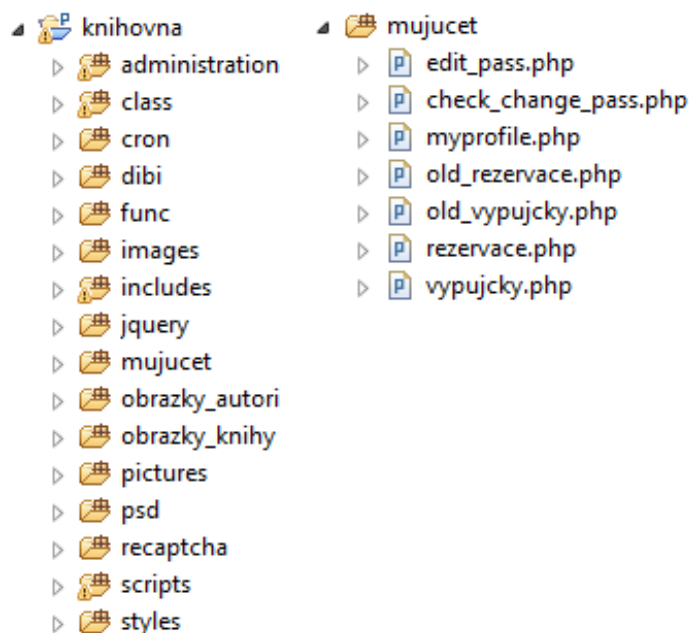 knihovna
administration
class
cron
dibi
func
images
includes
jquery
mujucet
obrazky_autori
obrazky_knihy
pictures
psd
recaptcha
scripts
styles
mujucet
edit_pass.php
check_change_pass.php
myprofile.php
old_rezervace.php
old_vypujcky.php
rezervace.php
vypujcky.php